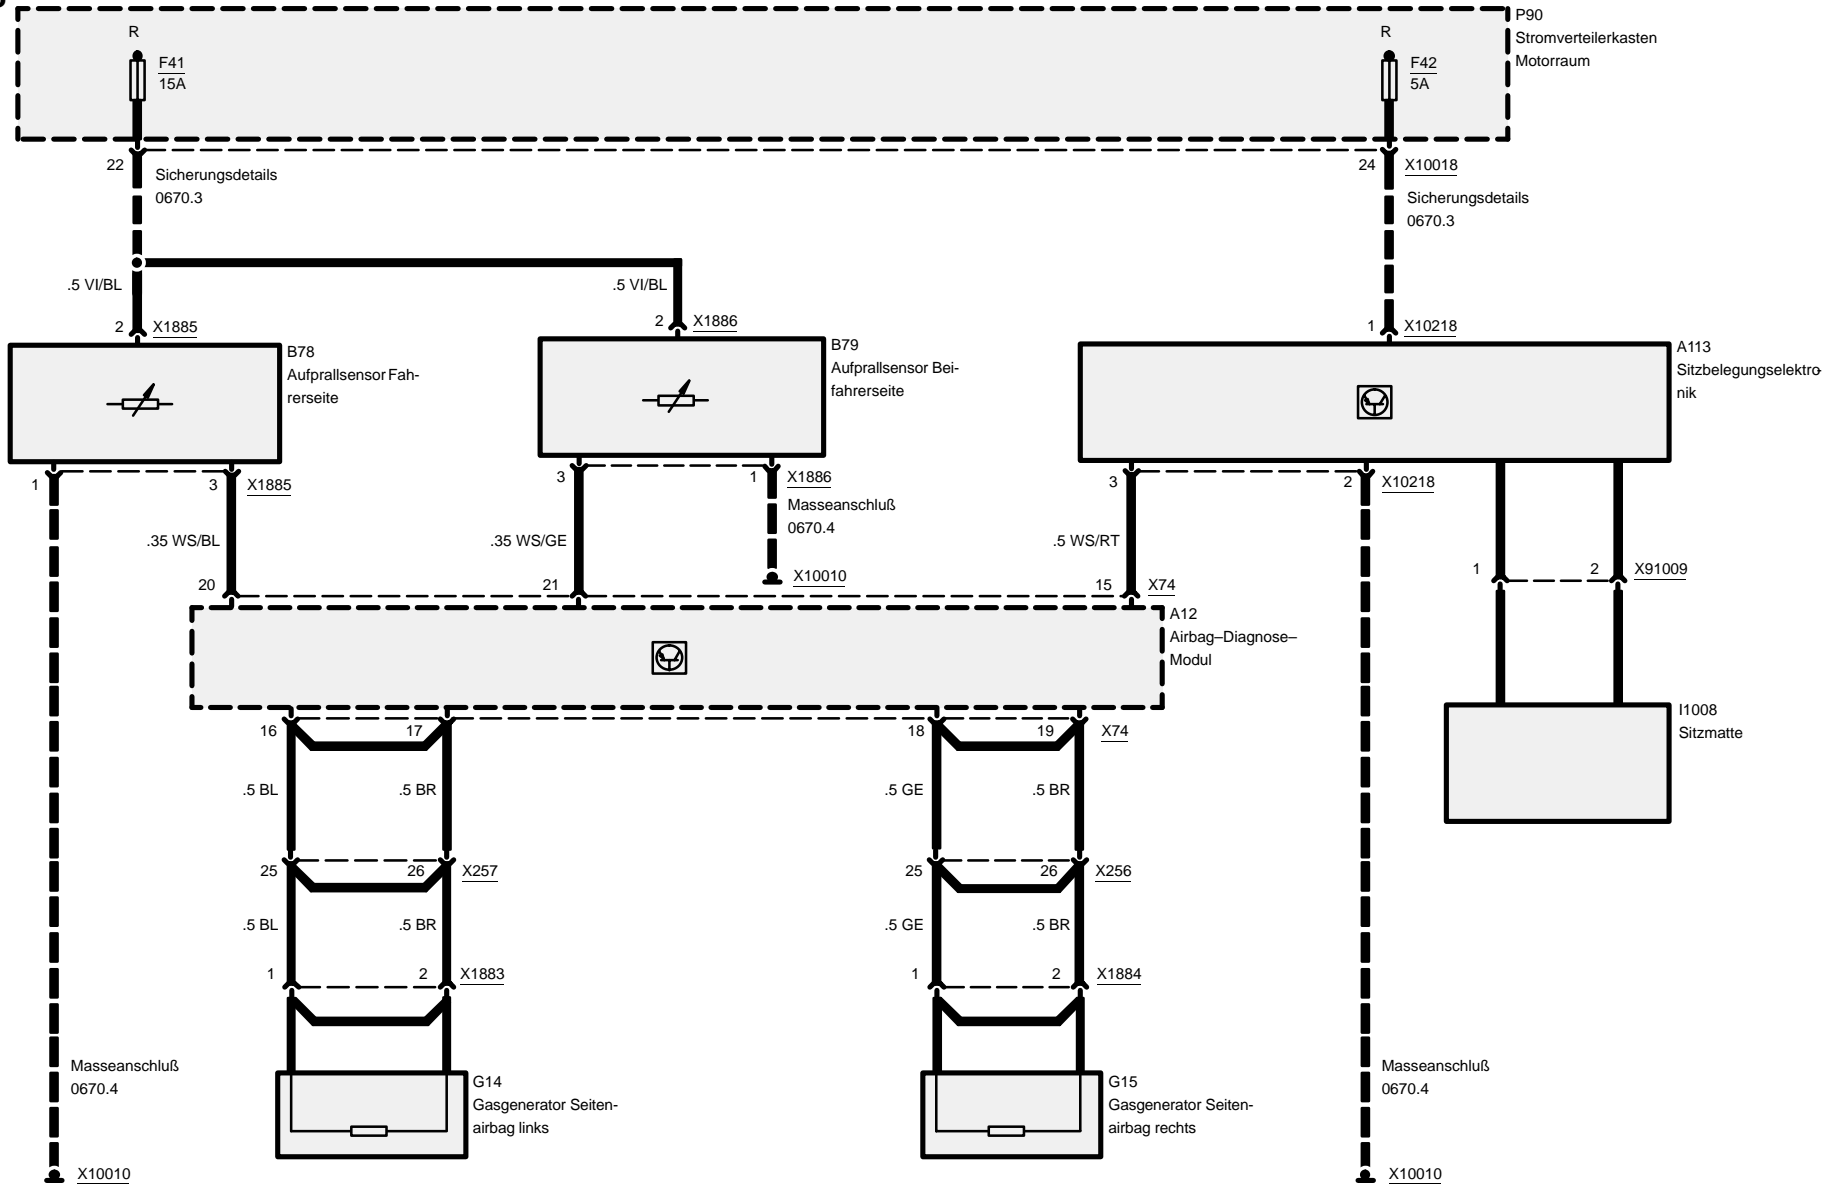 P90
Stromverteilerkasten
Motorraum
R
F41
15A
R
F42
5A
22
Sicherungsdetails
0670.3
24
X10018
Sicherungsdetails
0670.3
.5 VI/BL
.5 VI/BL
2
X1885
2
X1886
1
X10218
B78
Aufprallsensor Fah-
rerseite
B79
Aufprallsensor Bei-
fahrerseite
A113
Sitzbelegungselektro-
nik
1
3
X1885
3
1
X1886
Masseanschluß
0670.4
3
2
X10218
.35 WS/BL
.35 WS/GE
.5 WS/RT
20
21
X10010
15
X74
1
2
X91009
A12
Airbag–Diagnose–
Modul
16
17
18
19
X74
I1008
Sitzmatte
.5 BL
.5 BR
.5 GE
.5 BR
25
26
X257
25
26
X256
.5 BL
.5 BR
.5 GE
.5 BR
1
2
X1883
1
2
X1884
Masseanschluß
0670.4
G14
Gasgenerator Seiten-
airbag links
G15
Gasgenerator Seiten-
airbag rechts
Masseanschluß
0670.4
X10010
X10010